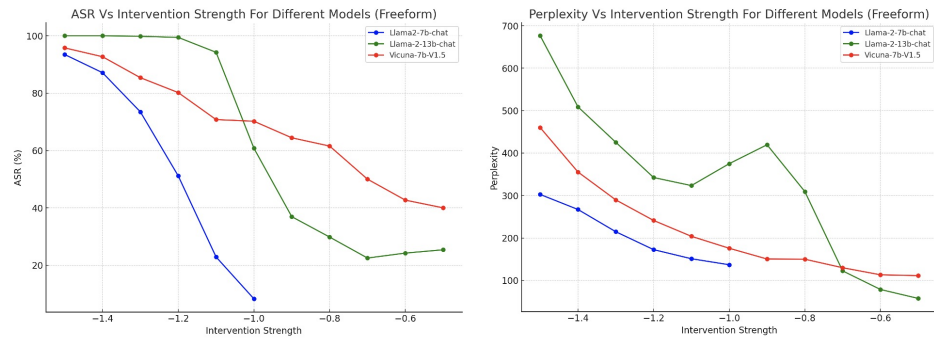 ASR Vs Intervention Strength For Different Models (Freeform)
Llama2-7b-chat
Llama-2-13b-chat
Vicuna-7b-V1.5
100
80
60
40
20
ASR (%)
−1.4
−1.2
−1.0
−0.8
−0.6
Intervention Strength
Perplexity Vs Intervention Strength For Different Models (Freeform)
Llama-2-7b-chat
Llama-2-13b-chat
Vicuna-7b-V1.5
700
600
500
400
300
200
100
Perplexity
−1.4
−1.2
−1.0
−0.8
−0.6
Intervention Strength